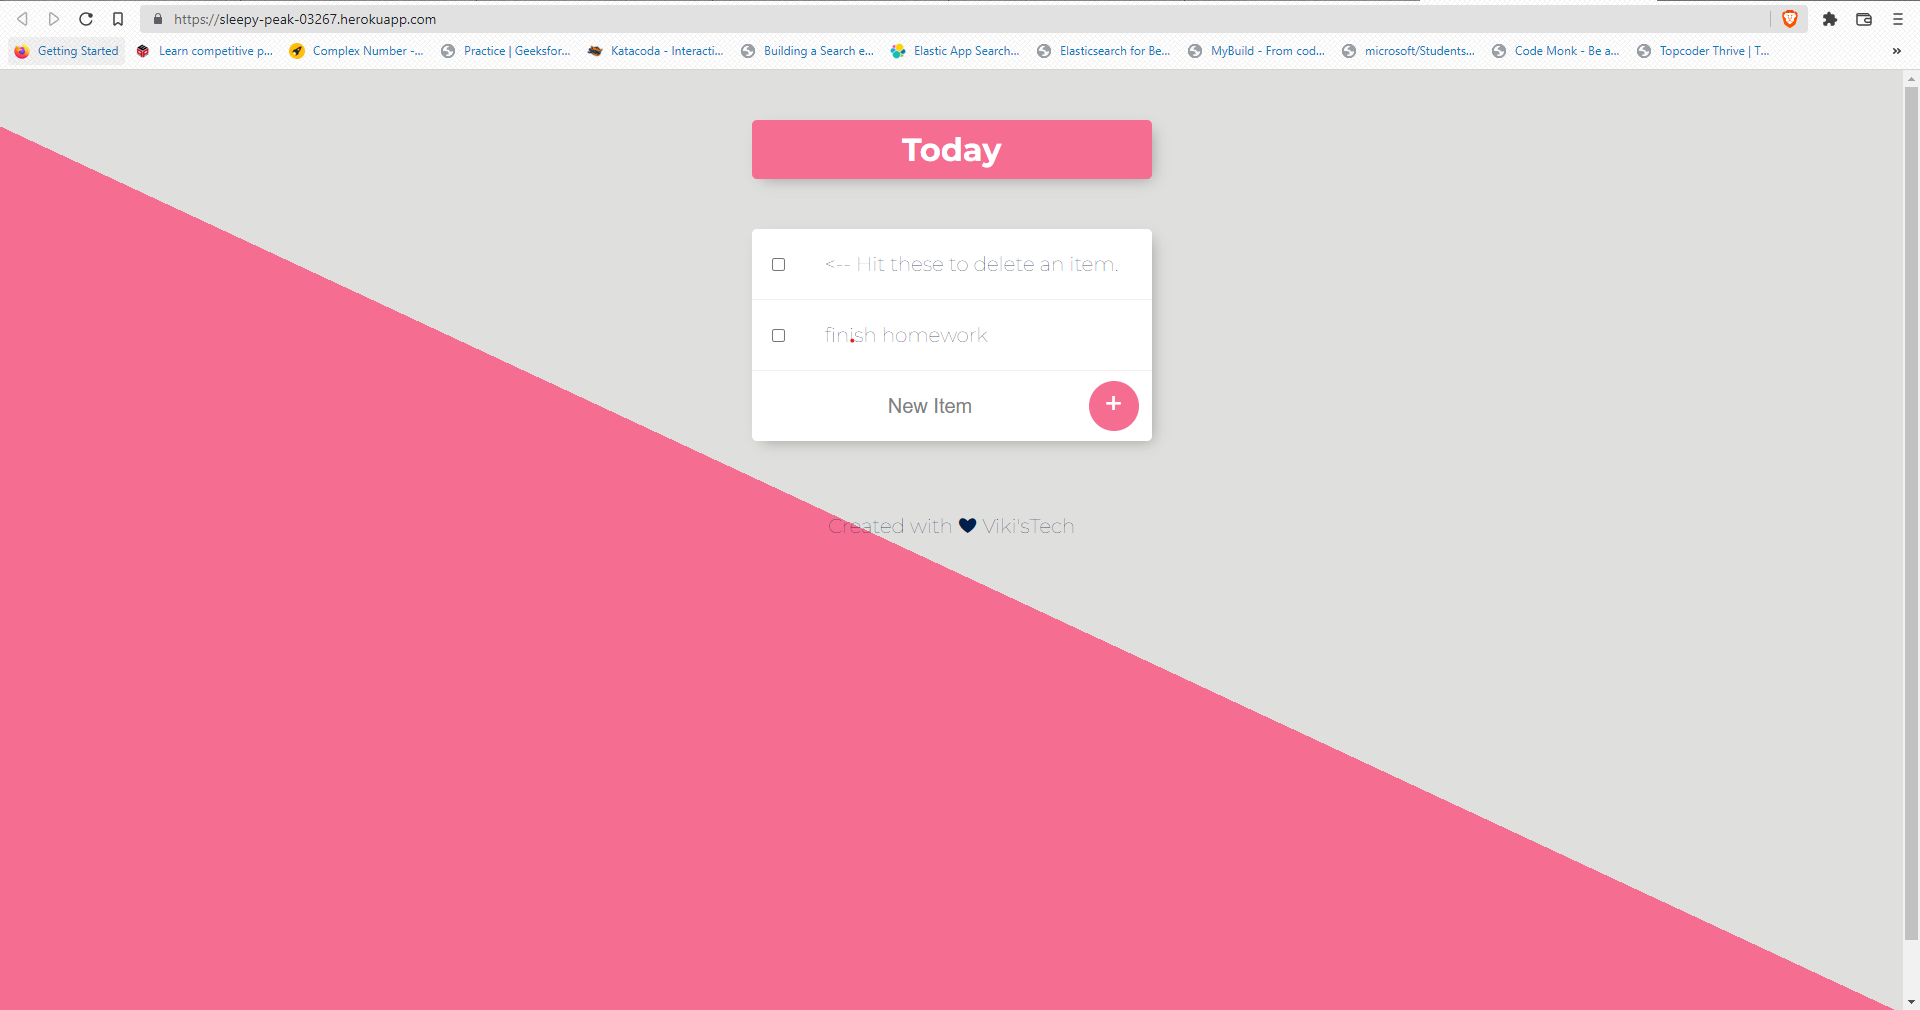 https://sleepy-peak-03267.herokuapp.com
Getting Started Learn competitive p... Complex Number -... Practice | Geeksfor... Katacoda - Interacti... Building a Search e... Elastic App Search... Elasticsearch for Be... MyBuild - From cod... microsoft/Students... Code Monk - Be a... Topcoder Thrive | T... »
Today
<-- Hit these to delete an item.
finish homework
New Item +
Created with ♥ Viki'sTech